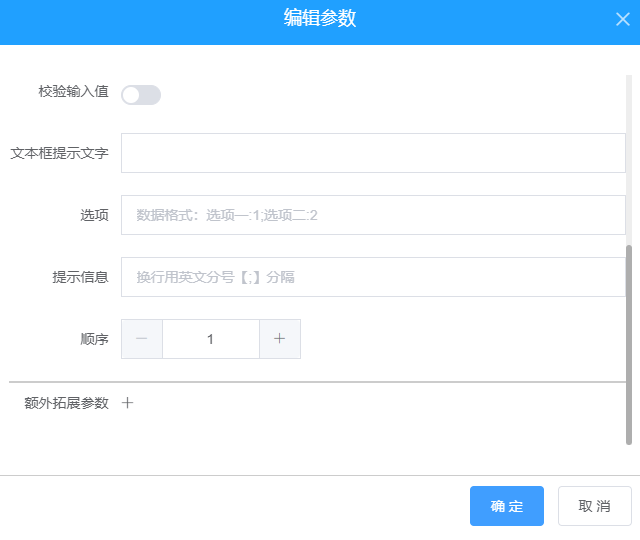 编辑参数
校验输入值
文本框提示文字
选项 数据格式：选项一:1;选项二:2
提示信息 换行用英文分号【;】分隔
顺序 1
额外拓展参数
确定 取消